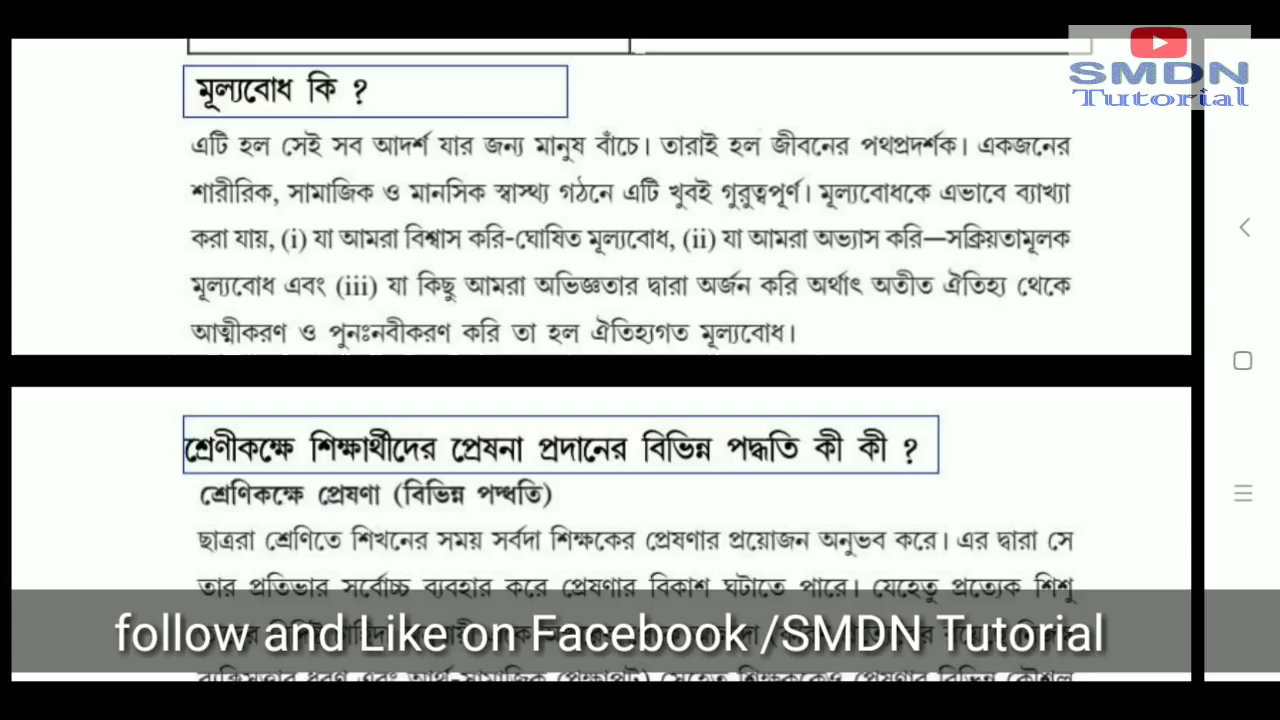 SMDN
Tutorial
মূল্যবোধ কি ?
এটি হল সেই সব আদর্শ যার জন্য মানুষ বাঁচে। তারাই হল জীবনের পথপ্রদর্শক। একজনের
শারীরিক, সামাজিক ও মানসিক স্বাস্থ্য গঠনে এটি খুবই গুরুত্বপূর্ণ। মূল্যবোধকে এভাবে ব্যাখ্যা
করা যায়, (i) যা আমরা বিশ্বাস করি-ঘোষিত মূল্যবোধ, (ii) যা আমরা অভ্যাস করি—সক্রিয়তামূলক
মূল্যবোধ এবং (iii) যা কিছু আমরা অভিজ্ঞতার দ্বারা অর্জন করি অর্থাৎ অতীত ঐতিহ্য থেকে
আত্মীকরণ ও পুনঃনবীকরণ করি তা হল ঐতিহ্যগত মূল্যবোধ।
শ্রেণীকক্ষে শিক্ষার্থীদের প্রেষনা প্রদানের বিভিন্ন পদ্ধতি কী কী ?
শ্রেণিকক্ষে প্রেষণা (বিভিন্ন পদ্ধতি)
ছাত্ররা শ্রেণিতে শিখনের সময় সর্বদা শিক্ষকের প্রেষণার প্রয়োজন অনুভব করে। এর দ্বারা সে
তার প্রতিভার সর্বোচ্চ ব্যবহার করে প্রেষণার বিকাশ ঘটাতে পারে। যেহেতু প্রত্যেক শিশু
follow and Like on Facebook /SMDN Tutorial